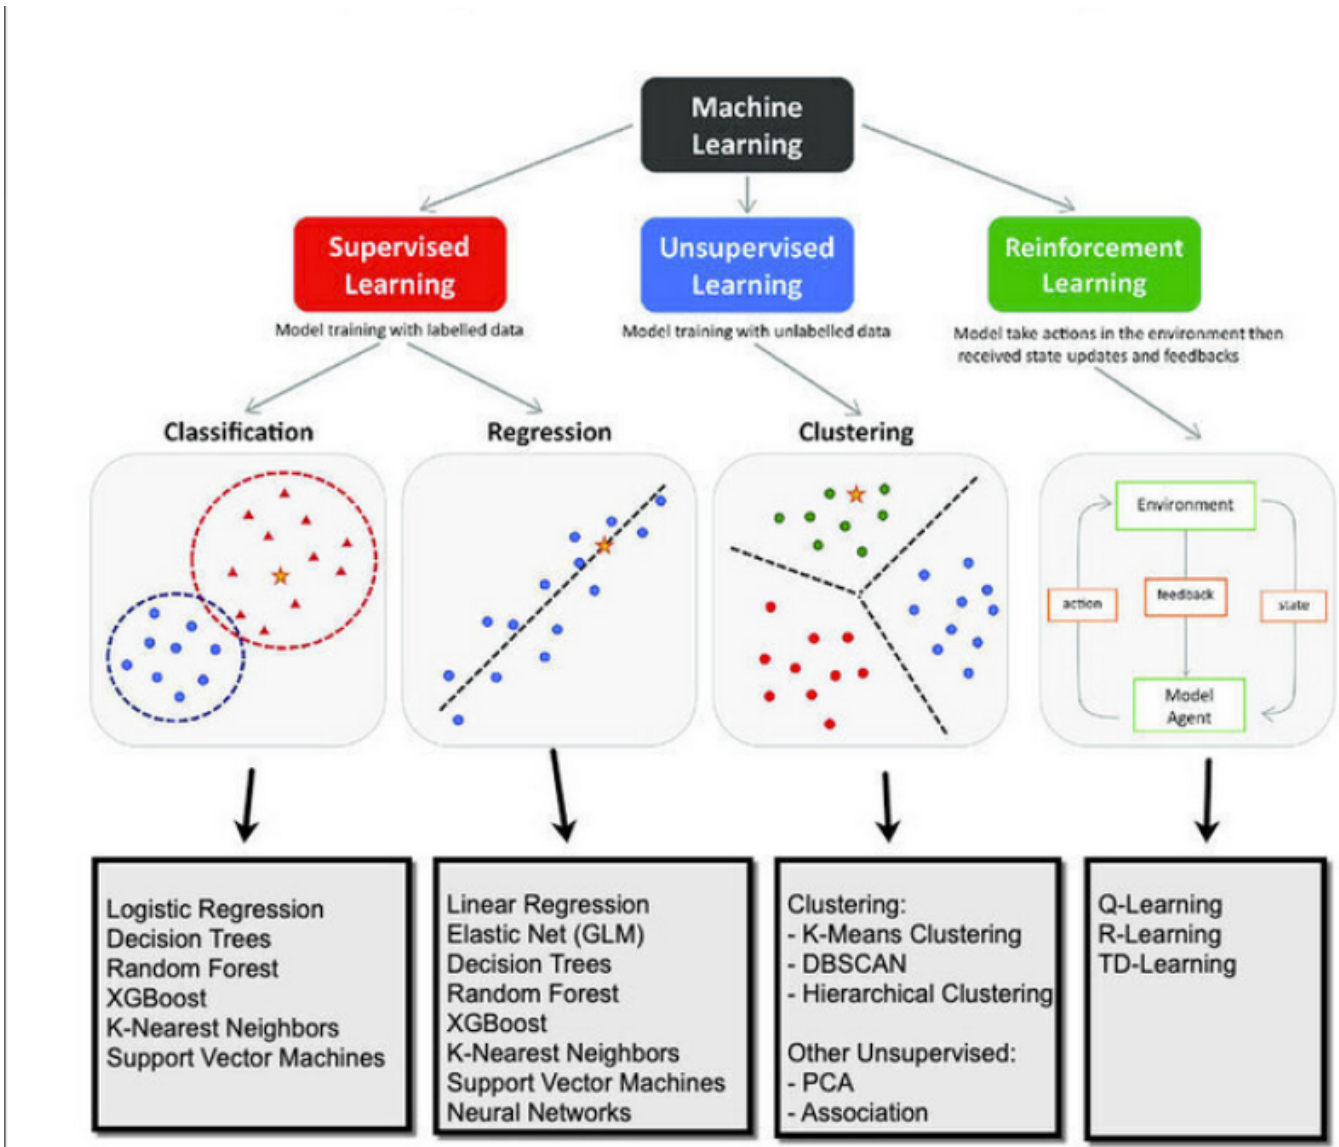 Machine
Learning
Supervised
Learning
Unsupervised
Learning
Reinforcement
Learning
Model training with labelled data
Model training with unlabelled data
Model take actions in the environment then
received state updates and feedbacks
Classification
Regression
Clustering
Environment
action
feedback
state
Model
Agent
Logistic Regression
Decision Trees
Random Forest
XGBoost
K-Nearest Neighbors
Support Vector Machines
Linear Regression
Elastic Net (GLM)
Decision Trees
Random Forest
XGBoost
K-Nearest Neighbors
Support Vector Machines
Neural Networks
Clustering:
- K-Means Clustering
- DBSCAN
- Hierarchical Clustering
Other Unsupervised:
- PCA
- Association
Q-Learning
R-Learning
TD-Learning